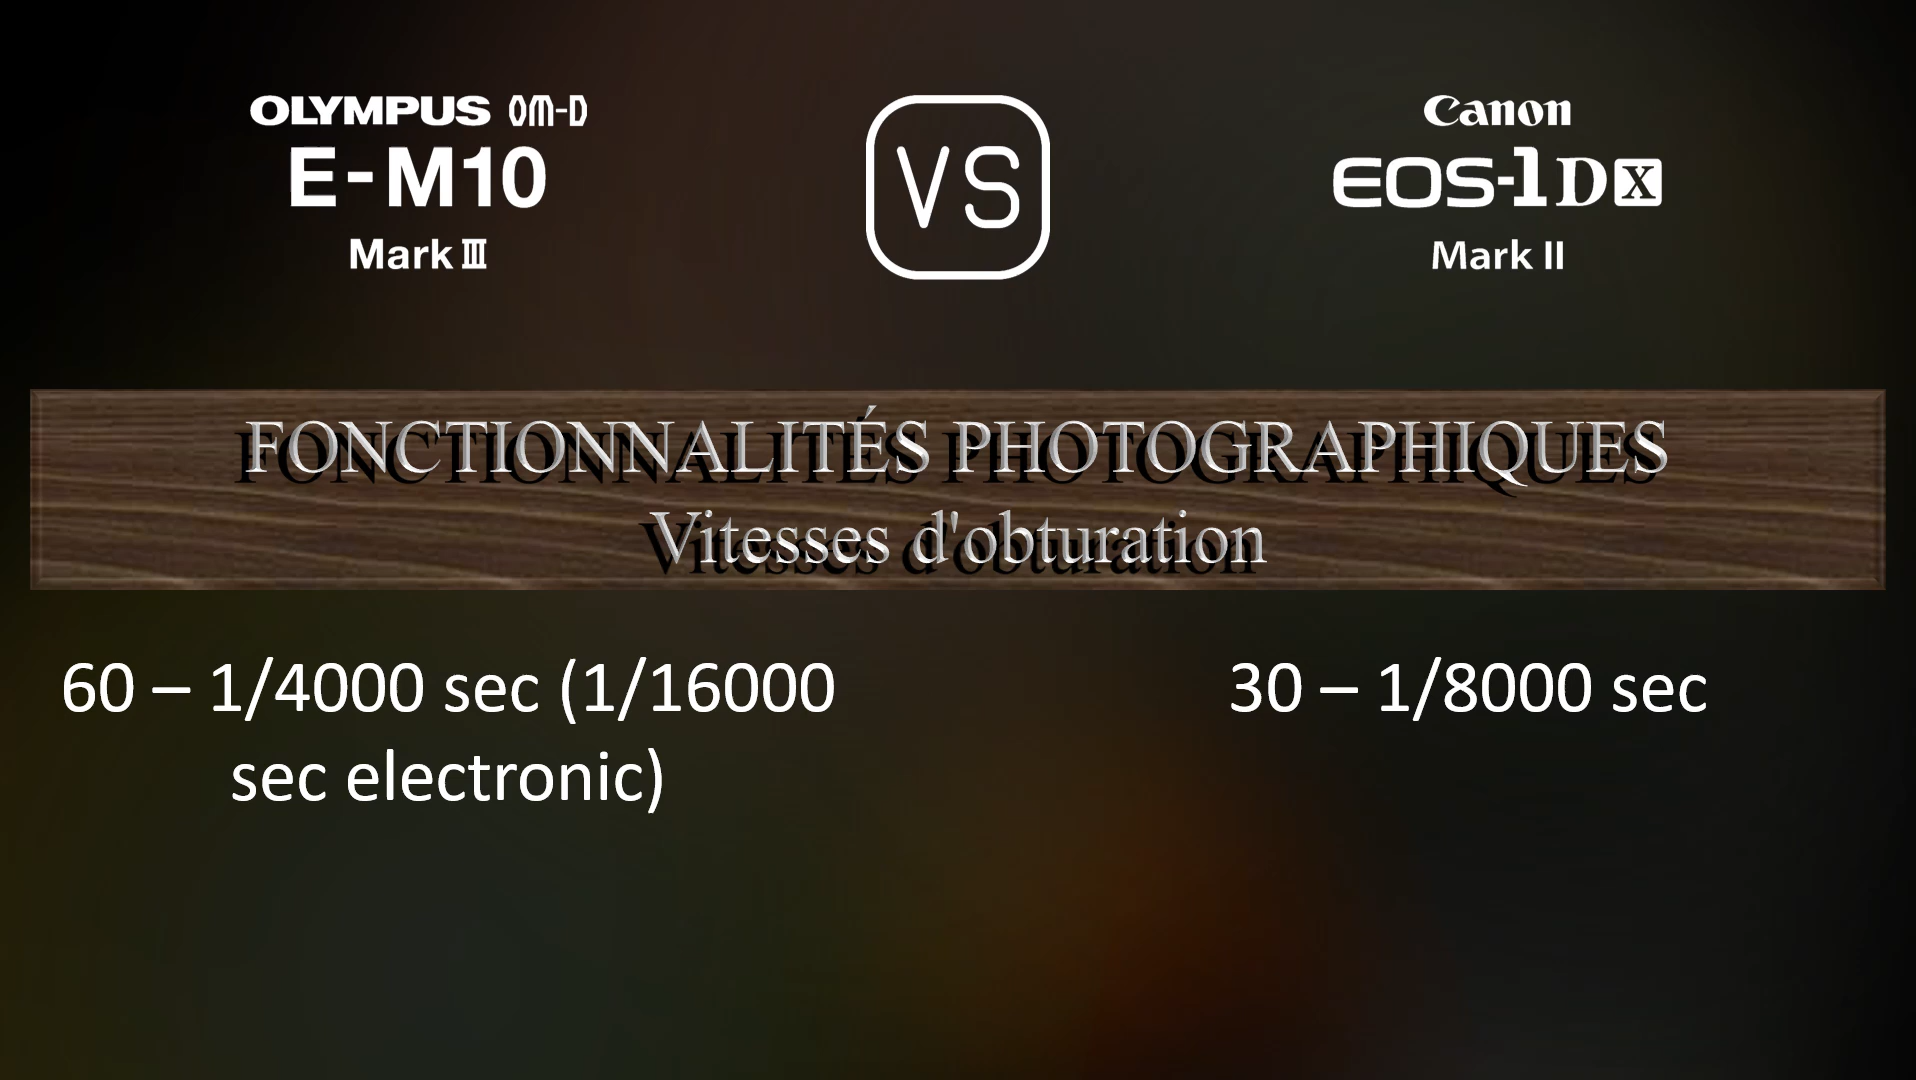 OLYMPUS OM-D
E-M10
Mark III
VS
Canon
EOS-1DX
Mark II
FONCTIONNALITÉS PHOTOGRAPHIQUES
Vitesses d'obturation
60 – 1/4000 sec (1/16000
sec electronic)
30 – 1/8000 sec